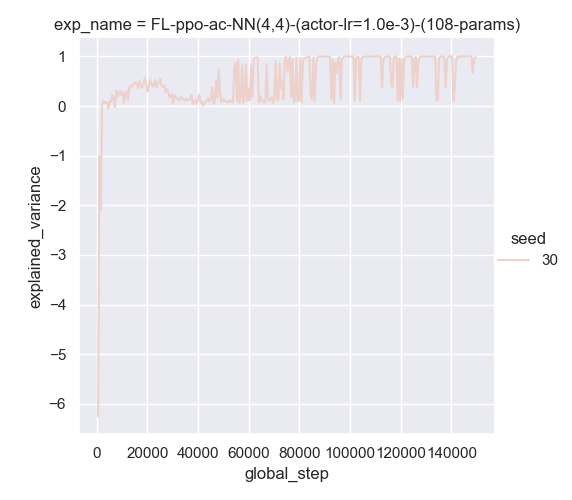 exp_name = FL-ppo-ac-NN(4,4)-(actor-lr=1.0e-3)-(108-params)
1
0
−1
−2
−3
−4
−5
−6
explained_variance
0 20000 40000 60000 80000 100000 120000 140000
global_step
seed
30